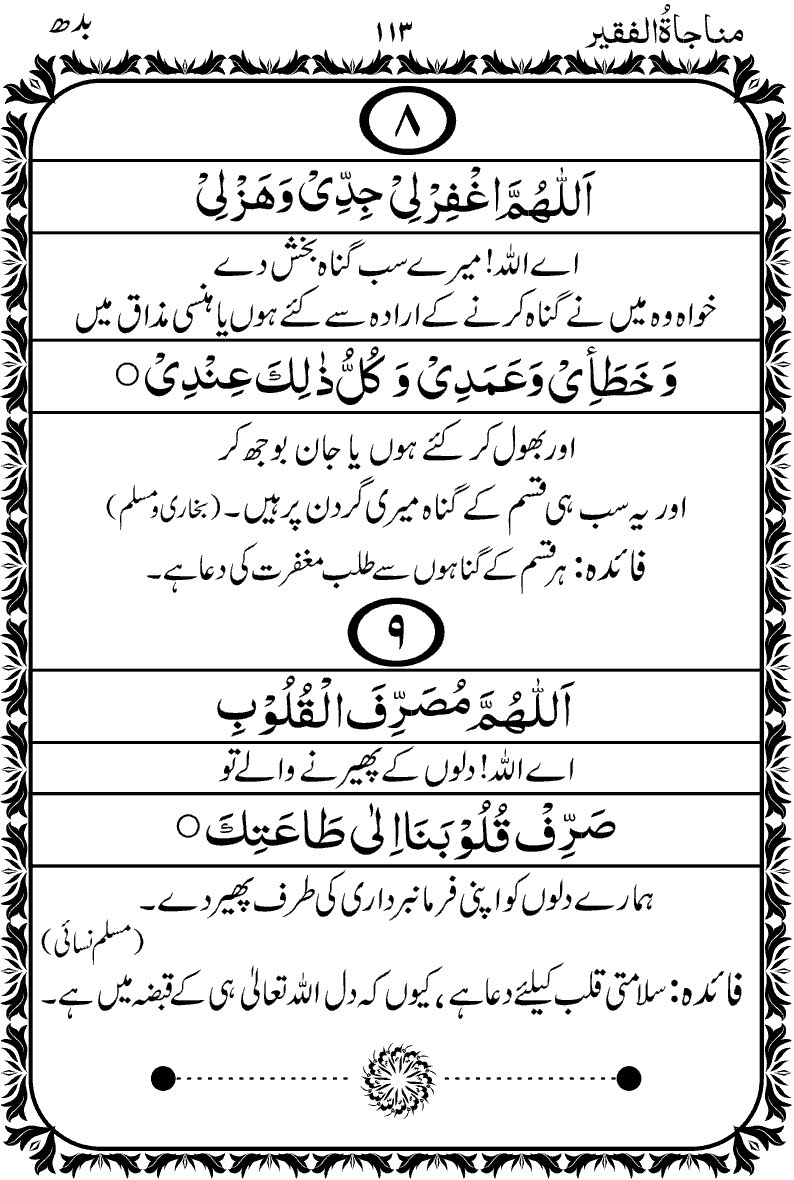 مناجاۃُالفقیر ۱۱۳ بدھ
۸
اَللّٰهُمَّ اغْفِرْ لِیْ جِدِّیْ وَهَزْلِیْ
اے اللہ! میرے سب گناہ بخش دے
خواہ وہ میں نے گناہ کرنے کے ارادہ سے کئے ہوں یا ہنسی مذاق میں
وَ خَطَأِیْ وَعَمَدِیْ وَ كُلُّ ذٰلِكَ عِنْدِیْ○
اور بھول کر کئے ہوں یا جان بوجھ کر
اور یہ سب ہی قسم کے گناہ میری گردن پر ہیں۔ (بخاری و مسلم)
فائدہ: ہر قسم کے گناہوں سے طلب مغفرت کی دعا ہے۔
۹
اَللّٰهُمَّ مُصَرِّفَ الْقُلُوْبِ
اے اللہ! دلوں کے پھیرنے والے تو
صَرِّفْ قُلُوْبَنَا اِلٰی طَاعَتِكَ○
ہمارے دلوں کو اپنی فرمانبرداری کی طرف پھیر دے۔
(مسلم نسائی)
فائدہ: سلامتی قلب کیلئے دعا ہے، کیوں کہ دل اللہ تعالیٰ ہی کے قبضہ میں ہے۔